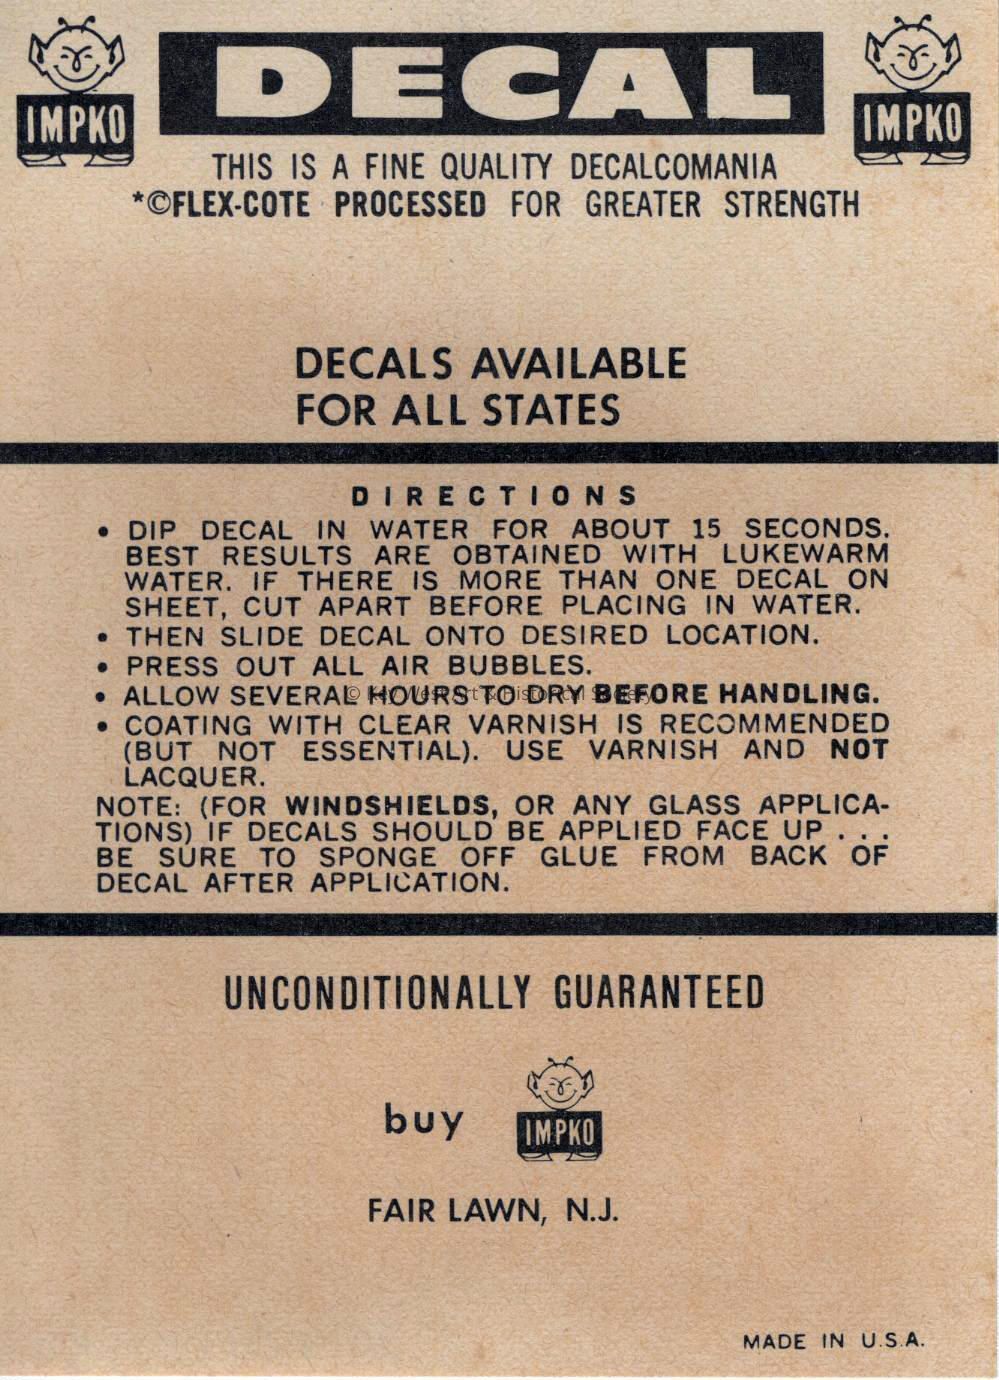 IMPKO
DECAL
IMPKO
THIS IS A FINE QUALITY DECALCOMANIA
*©FLEX-COTE PROCESSED FOR GREATER STRENGTH
DECALS AVAILABLE
FOR ALL STATES
DIRECTIONS
• DIP DECAL IN WATER FOR ABOUT 15 SECONDS.
BEST RESULTS ARE OBTAINED WITH LUKEWARM
WATER. IF THERE IS MORE THAN ONE DECAL ON
SHEET, CUT APART BEFORE PLACING IN WATER.
• THEN SLIDE DECAL ONTO DESIRED LOCATION.
• PRESS OUT ALL AIR BUBBLES.
• ALLOW SEVERAL HOURS TO DRY BEFORE HANDLING.
© Key West Art & Historical Society
• COATING WITH CLEAR VARNISH IS RECOMMENDED
(BUT NOT ESSENTIAL). USE VARNISH AND NOT
LACQUER.
NOTE: (FOR WINDSHIELDS, OR ANY GLASS APPLICA-
TIONS) IF DECALS SHOULD BE APPLIED FACE UP . . .
BE SURE TO SPONGE OFF GLUE FROM BACK OF
DECAL AFTER APPLICATION.
UNCONDITIONALLY GUARANTEED
buy IMPKO
FAIR LAWN, N.J.
MADE IN U.S.A.